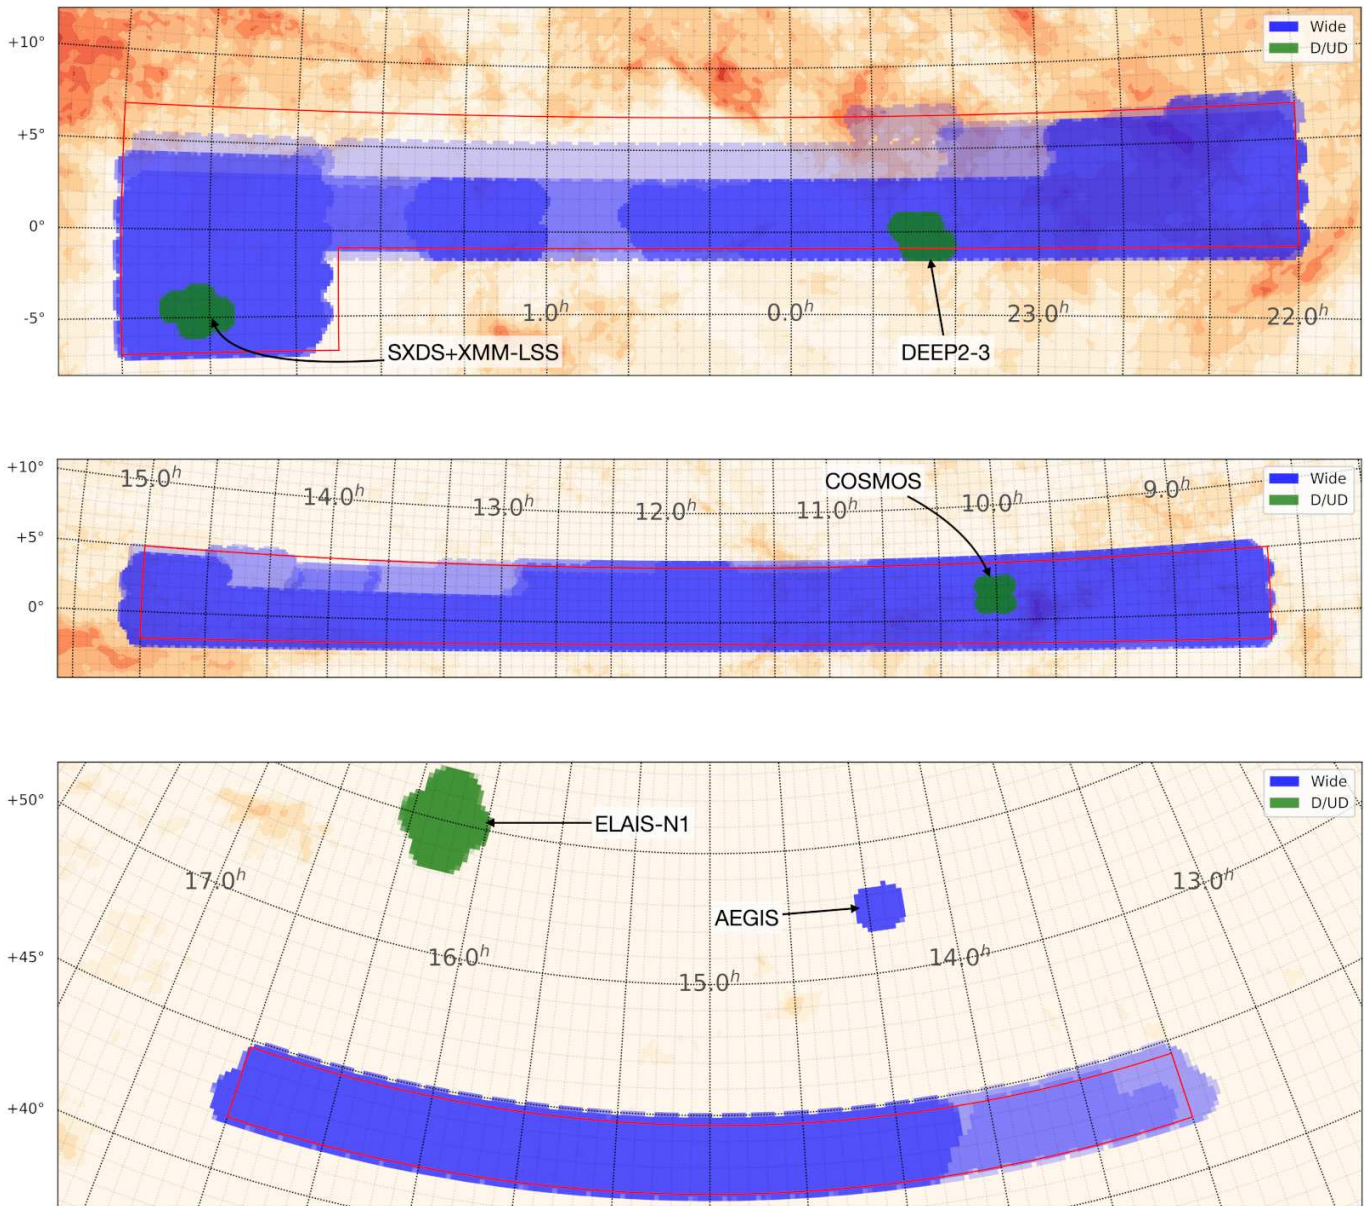 +10°
+5°
0°
-5°
Wide
D/UD
1.0h
0.0h
23.0h
22.0h
SXDS+XMM-LSS
DEEP2-3
+10°
+5°
0°
15.0h
14.0h
13.0h
12.0h
11.0h
10.0h
9.0h
COSMOS
Wide
D/UD
+50°
+45°
+40°
Wide
D/UD
ELAIS-N1
AEGIS
17.0h
16.0h
15.0h
14.0h
13.0h